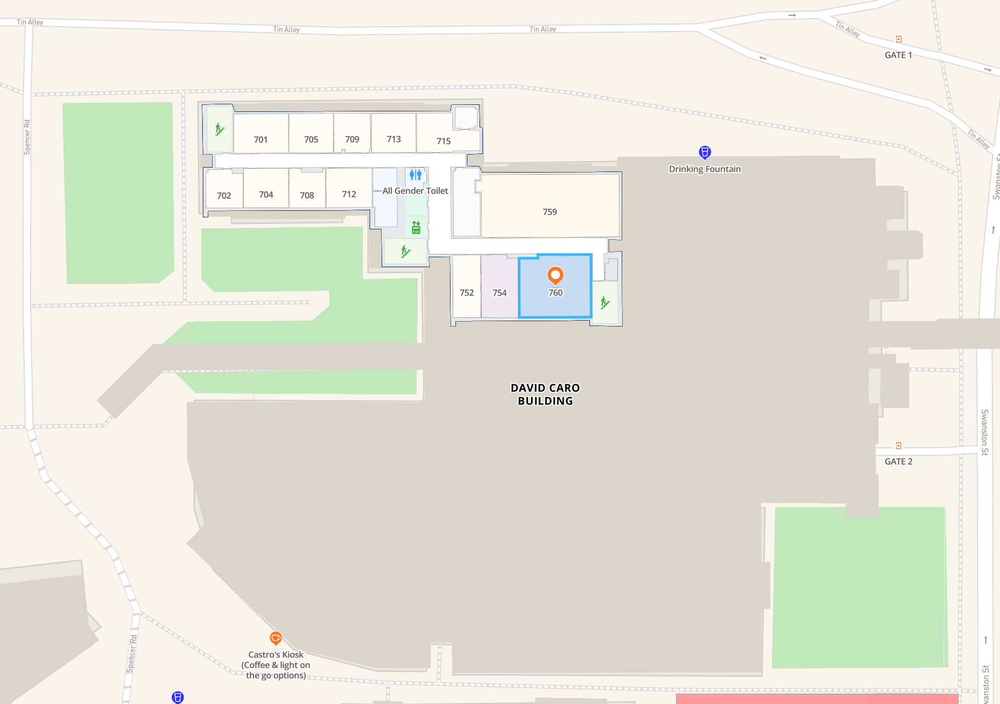 Tin Alley
Tin Alley
Tin Alley
Tin Alley
GATE 1
Spencer Rd
701
705
709
713
715
Tin Alley
Drinking Fountain
Swanston St
702
704
708
712
All Gender Toilet
759
752
754
760
DAVID CARO
BUILDING
Swanston St
GATE 2
Spencer Rd
Castro's Kiosk
(Coffee & light on
the go options)
wanston St